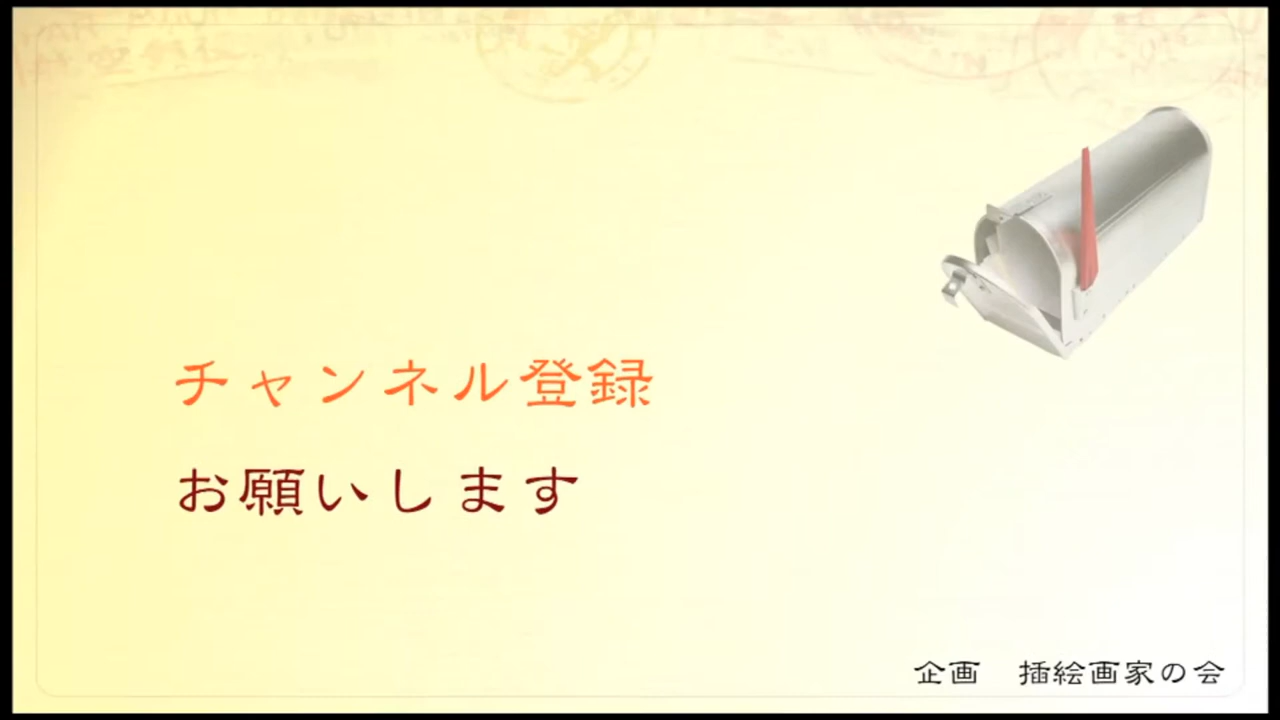 チャンネル登録
お願いします
企画　挿絵画家の会